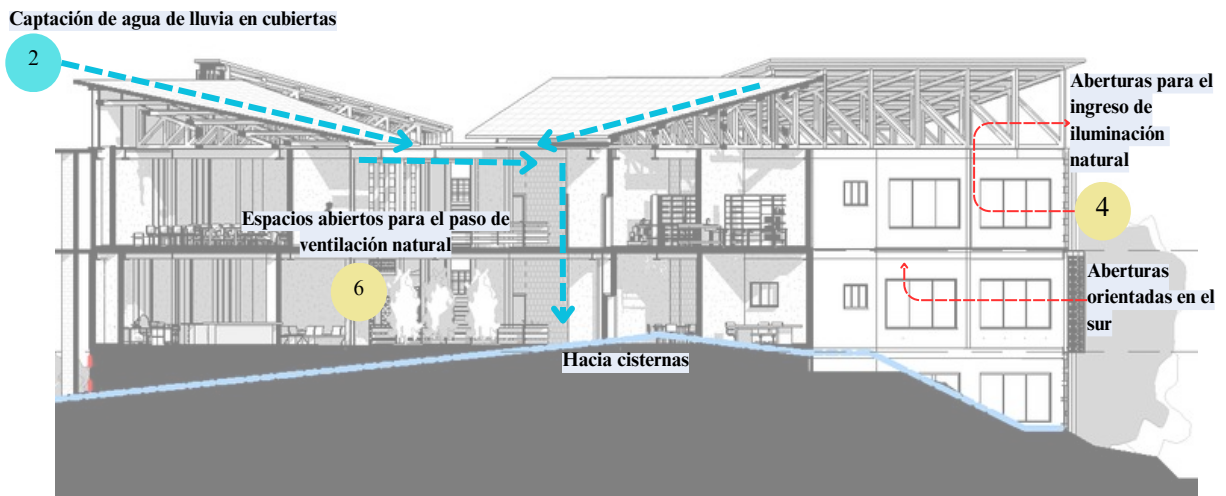 Captación de agua de lluvia en cubiertas
2
Aberturas para el
ingreso de
iluminación
natural
4
Espacios abiertos para el paso de
ventilación natural
6
Aberturas
orientadas en el
sur
Hacia cisternas